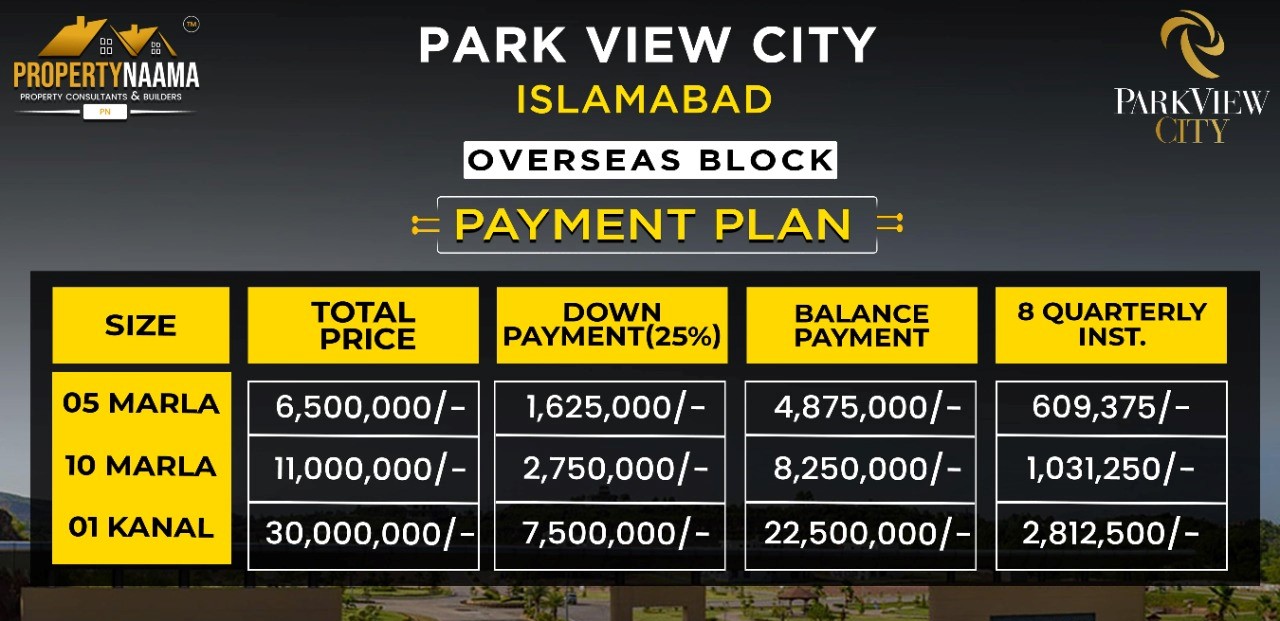 PROPERTYNAAMA
TM
PROPERTY CONSULTANTS & BUILDERS
PN
PARK VIEW CITY
ISLAMABAD
OVERSEAS BLOCK
PAYMENT PLAN
PARKVIEW
CITY
SIZE TOTAL PRICE DOWN PAYMENT(25%) BALANCE PAYMENT 8 QUARTERLY INST.
05 MARLA 6,500,000/- 1,625,000/- 4,875,000/- 609,375/-
10 MARLA 11,000,000/- 2,750,000/- 8,250,000/- 1,031,250/-
01 KANAL 30,000,000/- 7,500,000/- 22,500,000/- 2,812,500/-